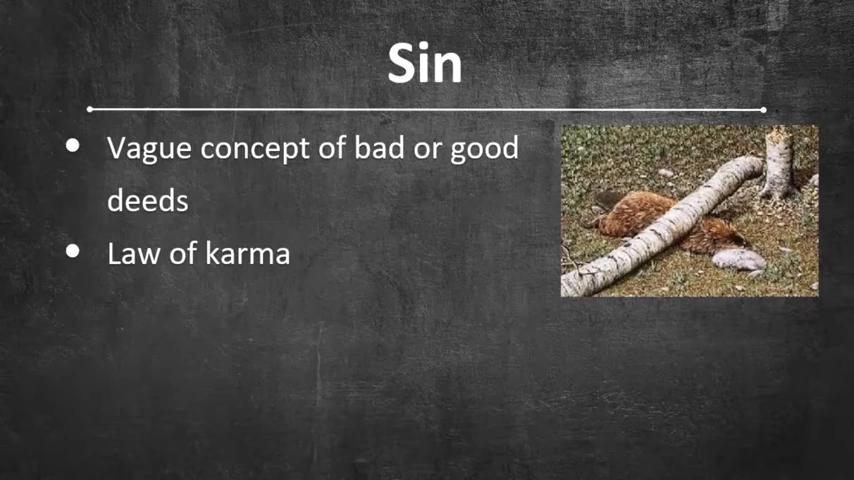 Sin
• Vague concept of bad or good
deeds
• Law of karma